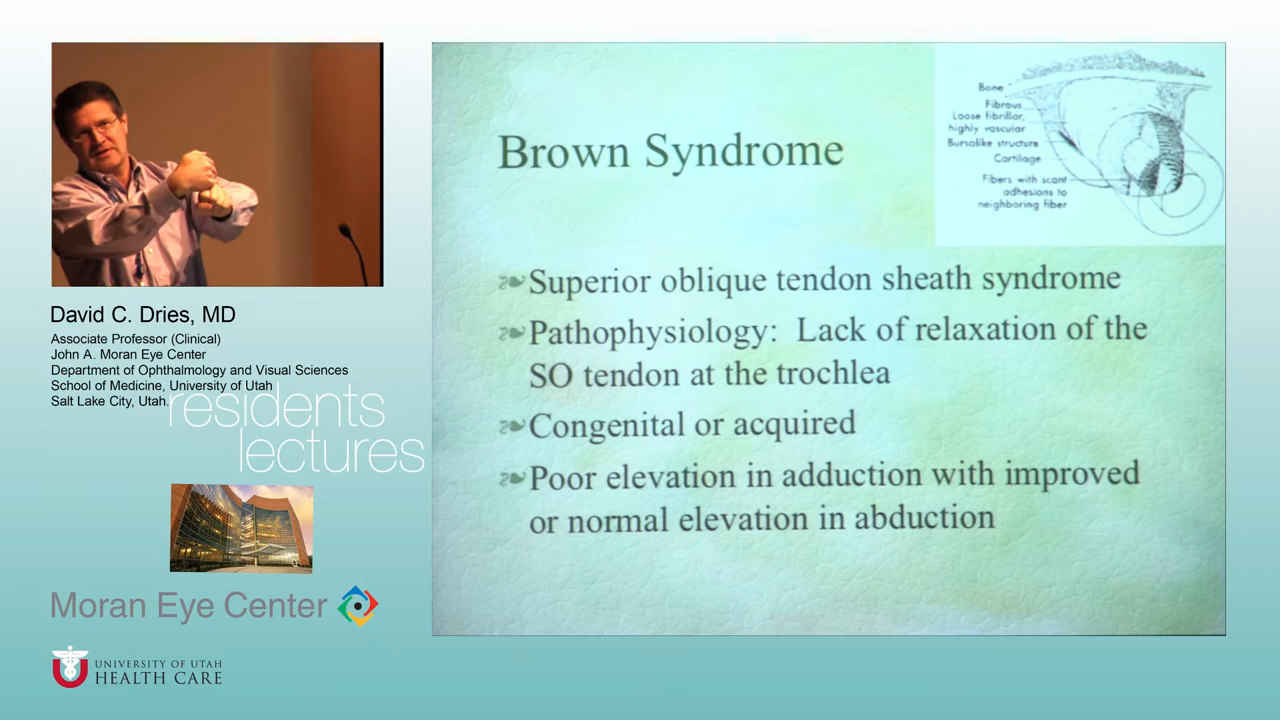 David C. Dries, MD
Associate Professor (Clinical)
John A. Moran Eye Center
Department of Ophthalmology and Visual Sciences
School of Medicine, University of Utah
Salt Lake City, Utah.
residents
lectures
Moran Eye Center
UNIVERSITY OF UTAH
HEALTH CARE
Brown Syndrome
Bone
Fibrous
Loose fibrillar,
highly vascular
Bursalike structure
Cartilage
Fibers with scant
adhesions to
neighboring fiber
Superior oblique tendon sheath syndrome
Pathophysiology: Lack of relaxation of the
SO tendon at the trochlea
Congenital or acquired
Poor elevation in adduction with improved
or normal elevation in abduction